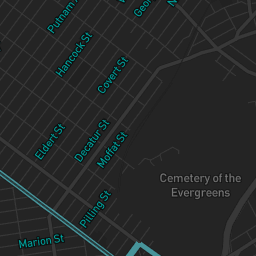 Putnam
Hancock St
Covert St
Geor
Eldert St
Decatur St
Moffat St
Cemetery of the
Evergreens
Pilling St
Marion St